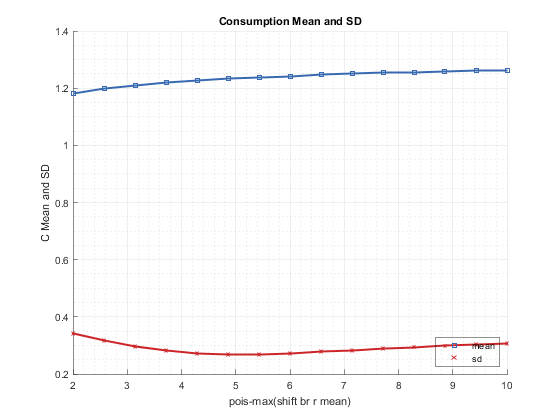 Consumption Mean and SD
1.4
1.2
1
0.8
0.6
0.4
0.2
C Mean and SD
mean
sd
2 3 4 5 6 7 8 9 10
pois-max(shift br r mean)